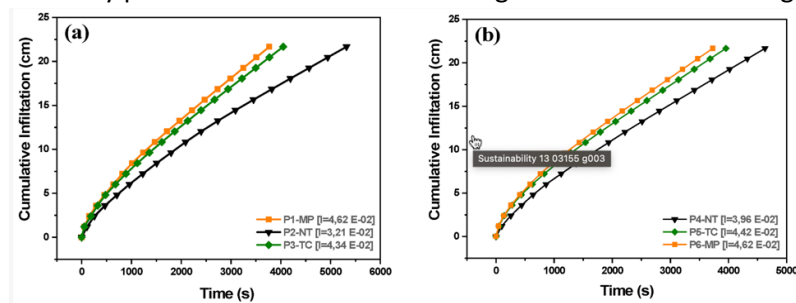 (a)
25
20
15
10
5
0
Cumulative Infiltation (cm)
P1-MP [I=4,62 E-02)
P2-NT [I=3,21 E-02)
P3-TC [I=4,34 E-02)
0 1000 2000 3000 4000 5000 6000
Time (s)
(b)
25
20
15
10
5
0
Cumulative Infiltration (cm)
Sustainability 13 03155 g003
P4-NT [I=3,96 E-02)
P5-TC [I=4,42 E-02)
P6-MP [I=4,62 E-02)
0 1000 2000 3000 4000 5000
Time (s)